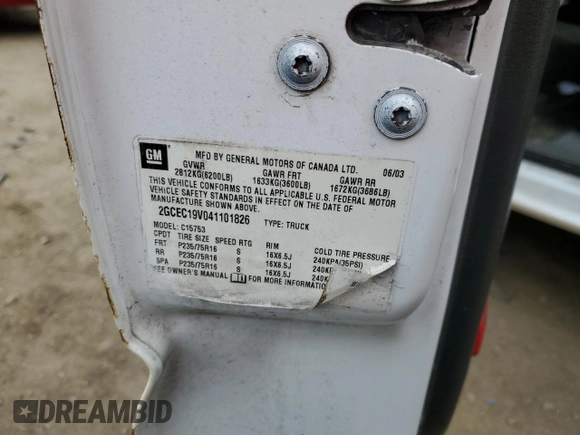 GM
MFD BY GENERAL MOTORS OF CANADA LTD. 06/03
GVWR GAWR FRT GAWR RR
2812KG(6200LB) 1633KG(3600LB) 1672KG(3686LB)
THIS VEHICLE CONFORMS TO ALL APPLICABLE U.S. FEDERAL MOTOR
VEHICLE SAFETY STANDARDS IN EFFECT ON THE DATE OF
MANUFACTURE SHOWN ABOVE.
2GCEC19V041101826 TYPE: TRUCK
MODEL: C15753
CPDT TIRE SIZE SPEED RTG RIM COLD TIRE PRESSURE
FRT P235/75R16 S 16X6.5J 240KPA(35PSI)
RR P235/75R16 S 16X6.5J 240KP
SPA P235/75R16 S 16X6.5J 240K
SEE OWNER'S MANUAL FOR MORE INFORMATION
DREAMBID